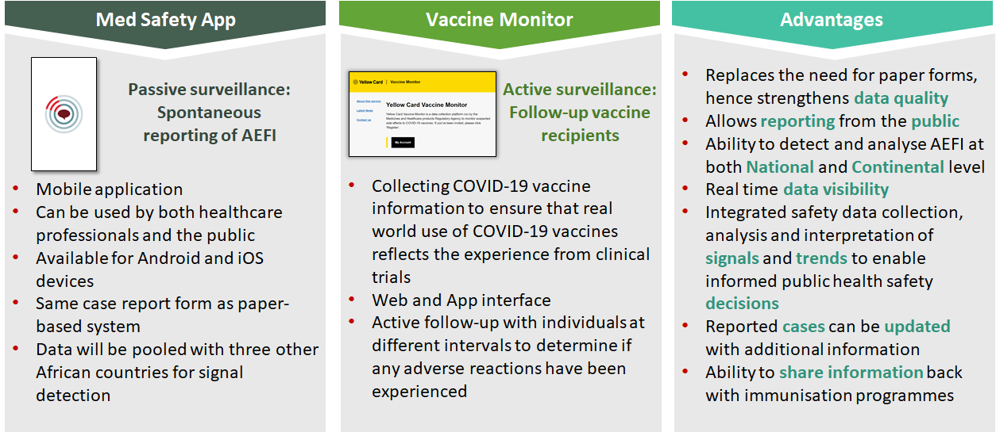 Med Safety App
Passive surveillance:
Spontaneous
reporting of AEFI
• Mobile application
• Can be used by both healthcare
professionals and the public
• Available for Android and iOS
devices
• Same case report form as paper-
based system
• Data will be pooled with three other
African countries for signal
detection
Vaccine Monitor
Yellow Card | Vaccine Monitor
About this service
Latest News
Contact us
Yellow Card Vaccine Monitor
Yellow Card Vaccine Monitor is a data collection platform run by the
Medicines and Healthcare products Regulatory Agency to monitor suspected
side effects to COVID-19 vaccines. If you've been invited, please click
'Register'.
My Account
Active surveillance:
Follow-up vaccine
recipients
• Collecting COVID-19 vaccine
information to ensure that real
world use of COVID-19 vaccines
reflects the experience from clinical
trials
• Web and App interface
• Active follow-up with individuals at
different intervals to determine if
any adverse reactions have been
experienced
Advantages
• Replaces the need for paper forms,
hence strengthens data quality
• Allows reporting from the public
• Ability to detect and analyse AEFI at
both National and Continental level
• Real time data visibility
• Integrated safety data collection,
analysis and interpretation of
signals and trends to enable
informed public health safety
decisions
• Reported cases can be updated
with additional information
• Ability to share information back
with immunisation programmes